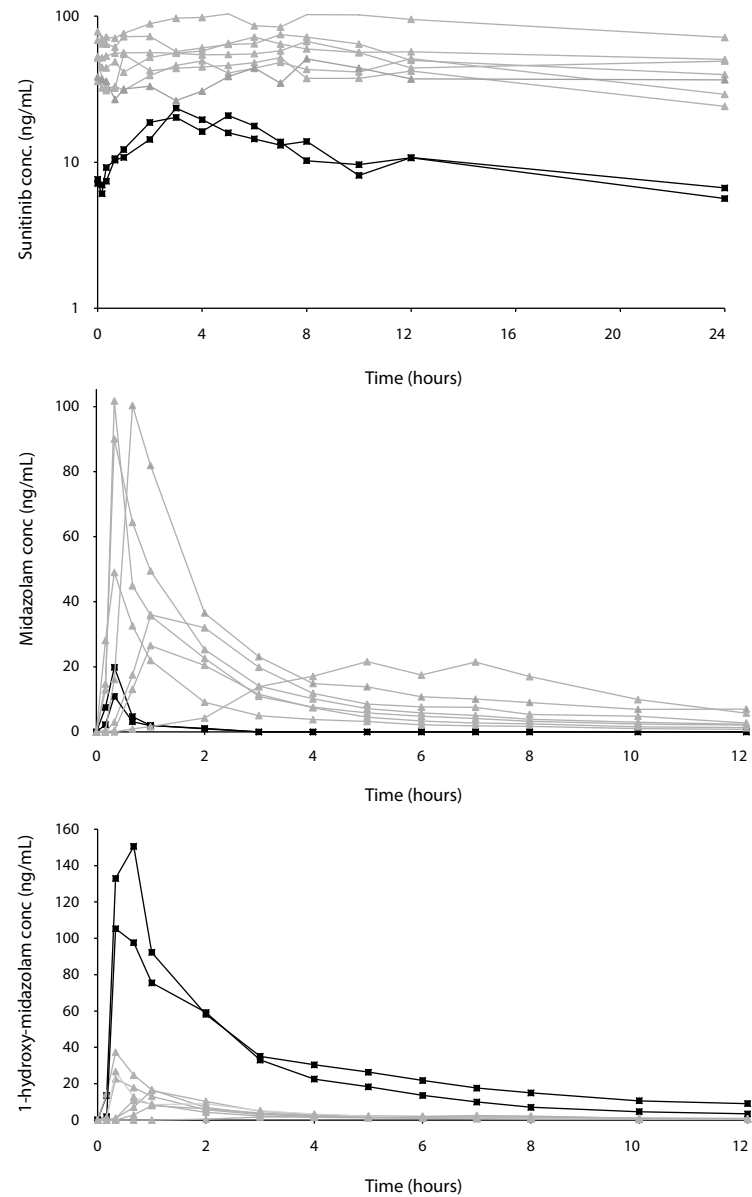 Sunitinib conc. (ng/mL)
100
10
1
0 4 8 12 16 20 24
Time (hours)
Midazolam conc (ng/mL)
100
80
60
40
20
0
0 2 4 6 8 10 12
Time (hours)
1-hydroxy-midazolam conc (ng/mL)
160
140
120
100
80
60
40
20
0
0 2 4 6 8 10 12
Time (hours)